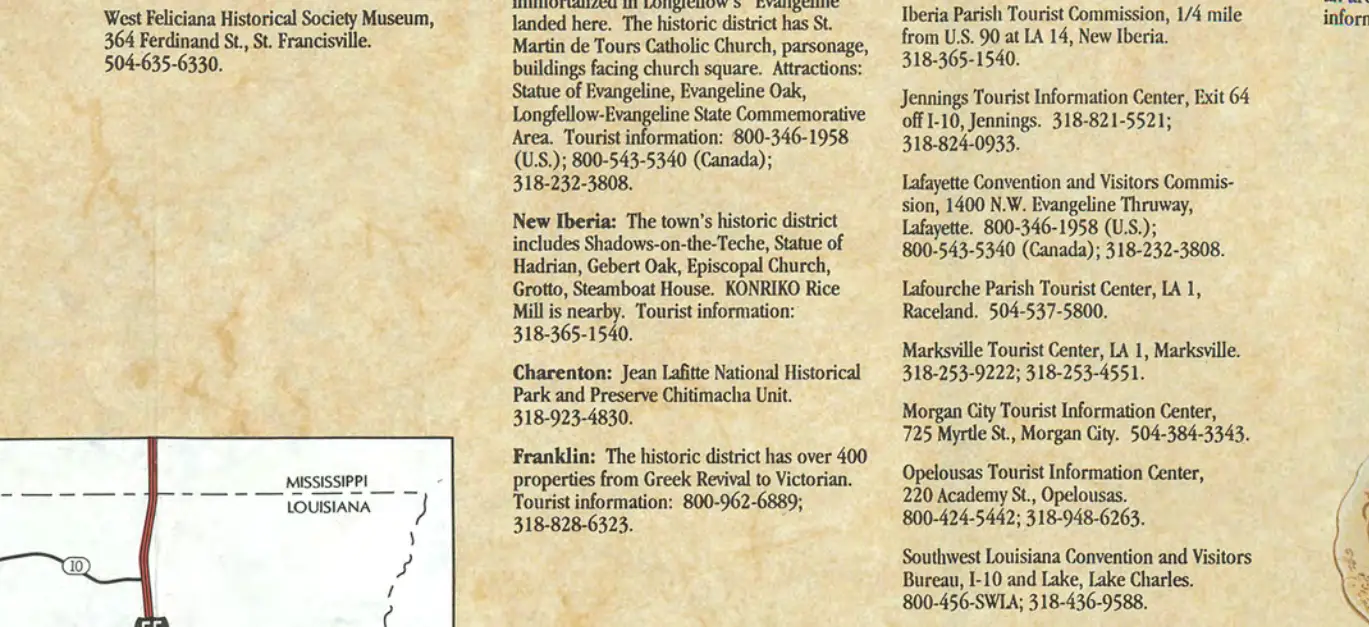 West Feliciana Historical Society Museum,
364 Ferdinand St., St. Francisville.
504-635-6330.
MISSISSIPPI
LOUISIANA
10
55
immortalized in Longfellow's "Evangeline"
landed here. The historic district has St.
Martin de Tours Catholic Church, parsonage,
buildings facing church square. Attractions:
Statue of Evangeline, Evangeline Oak,
Longfellow-Evangeline State Commemorative
Area. Tourist information: 800-346-1958
(U.S.); 800-543-5340 (Canada);
318-232-3808.
New Iberia: The town's historic district
includes Shadows-on-the-Teche, Statue of
Hadrian, Gebert Oak, Episcopal Church,
Grotto, Steamboat House. KONRIKO Rice
Mill is nearby. Tourist information:
318-365-1540.
Charenton: Jean Lafitte National Historical
Park and Preserve Chitimacha Unit.
318-923-4830.
Franklin: The historic district has over 400
properties from Greek Revival to Victorian.
Tourist information: 800-962-6889;
318-828-6323.
Iberia Parish Tourist Commission, 1/4 mile
from U.S. 90 at LA 14, New Iberia.
318-365-1540.
Jennings Tourist Information Center, Exit 64
off I-10, Jennings. 318-821-5521;
318-824-0933.
Lafayette Convention and Visitors Commis-
sion, 1400 N.W. Evangeline Thruway,
Lafayette. 800-346-1958 (U.S.);
800-543-5340 (Canada); 318-232-3808.
Lafourche Parish Tourist Center, LA 1,
Raceland. 504-537-5800.
Marksville Tourist Center, LA 1, Marksville.
318-253-9222; 318-253-4551.
Morgan City Tourist Information Center,
725 Myrtle St., Morgan City. 504-384-3343.
Opelousas Tourist Information Center,
220 Academy St., Opelousas.
800-424-5442; 318-948-6263.
Southwest Louisiana Convention and Visitors
Bureau, I-10 and Lake, Lake Charles.
800-456-SWLA; 318-436-9588.
inforn